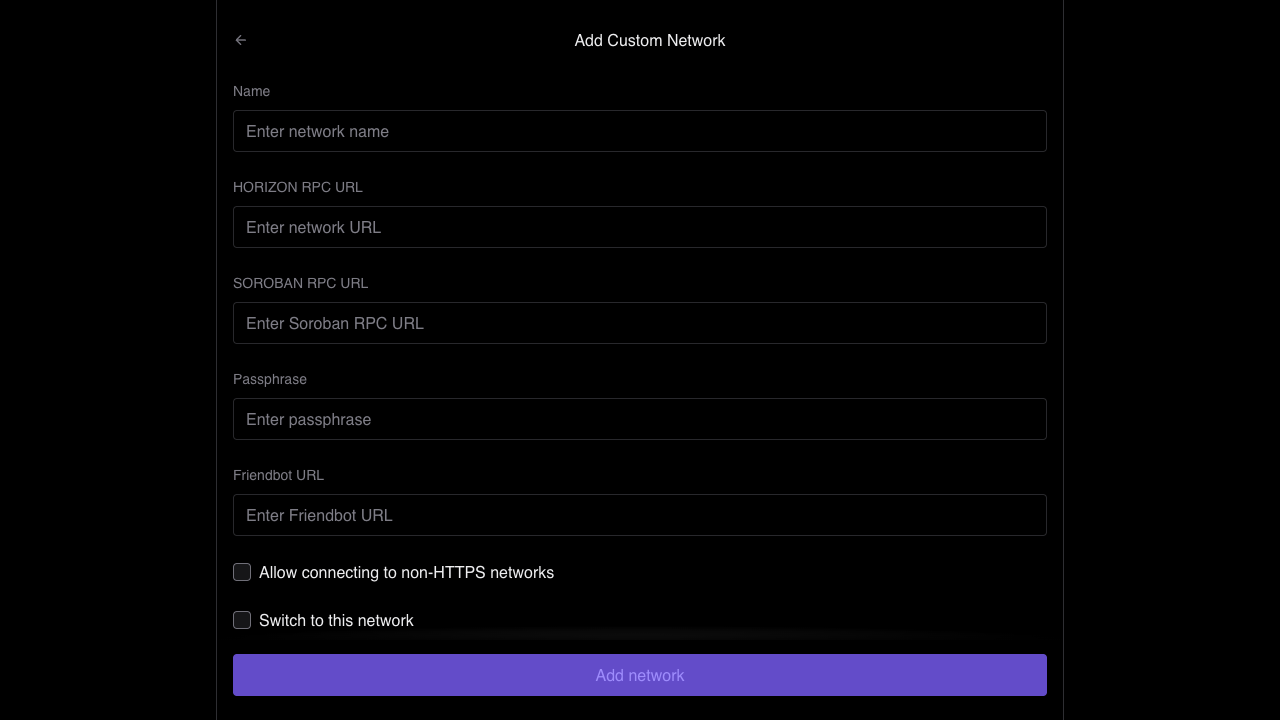 Add Custom Network
Name
Enter network name
HORIZON RPC URL
Enter network URL
SOROBAN RPC URL
Enter Soroban RPC URL
Passphrase
Enter passphrase
Friendbot URL
Enter Friendbot URL
Allow connecting to non-HTTPS networks
Switch to this network
Add network